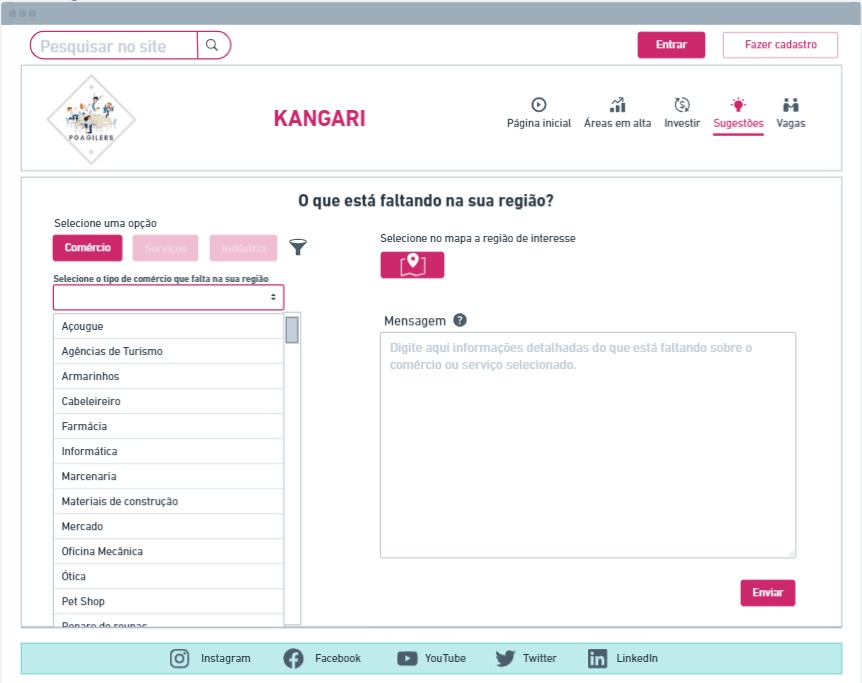 Pesquisar no site
Entrar
Fazer cadastro
POAGILERS
KANGARI
Página inicial
Áreas em alta
Investir
Sugestões
Vagas
O que está faltando na sua região?
Selecione uma opção
Comércio
Serviços
Indústria
Selecione o tipo de comércio que falta na sua região
Açougue
Agências de Turismo
Armarinhos
Cabeleireiro
Farmácia
Informática
Marcenaria
Materiais de construção
Mercado
Oficina Mecânica
Ótica
Pet Shop
Reparo de roupas
Selecione no mapa a região de interesse
Mensagem ?
Digite aqui informações detalhadas do que está faltando sobre o
comércio ou serviço selecionado.
Enviar
Instagram
Facebook
YouTube
Twitter
LinkedIn